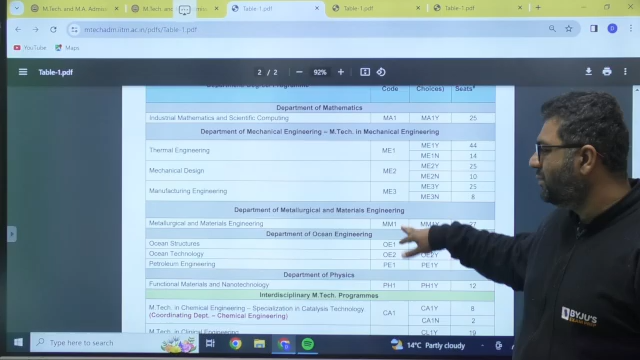 M.Tech. and M.A. Admiss
M.Tech. and
Table-1.pdf
Table-1.pdf
Table-1.pdf
mtechadm.iitm.ac.in/pdfs/Table-1.pdf
YouTube
Maps
Table-1.pdf
2 / 2
92%
Code
Choices)
Seats#
Department of Mathematics
Industrial Mathematics and Scientific Computing MA1 MA1Y 25
Department of Mechanical Engineering – M.Tech. in Mechanical Engineering
Thermal Engineering ME1 ME1Y 44
ME1N 14
Mechanical Design ME2 ME2Y 25
ME2N 10
Manufacturing Engineering ME3 ME3Y 25
ME3N 8
Department of Metallurgical and Materials Engineering
Metallurgical and Materials Engineering MM1 MM1Y 27
Department of Ocean Engineering
Ocean Structures OE1
Ocean Technology OE2 OE2Y
Petroleum Engineering PE1 PE1Y
Department of Physics
Functional Materials and Nanotechnology PH1 PH1Y 12
Interdisciplinary M.Tech. Programmes
M.Tech. in Chemical Engineering – Specialization in Catalysis Technology CA1 CA1Y 8
(Coordinating Dept. – Chemical Engineering) CA1N 2
M.Tech. in Clinical Engineering CL1Y 19
BYJU'S
Type here to search
14°C Partly cloudy